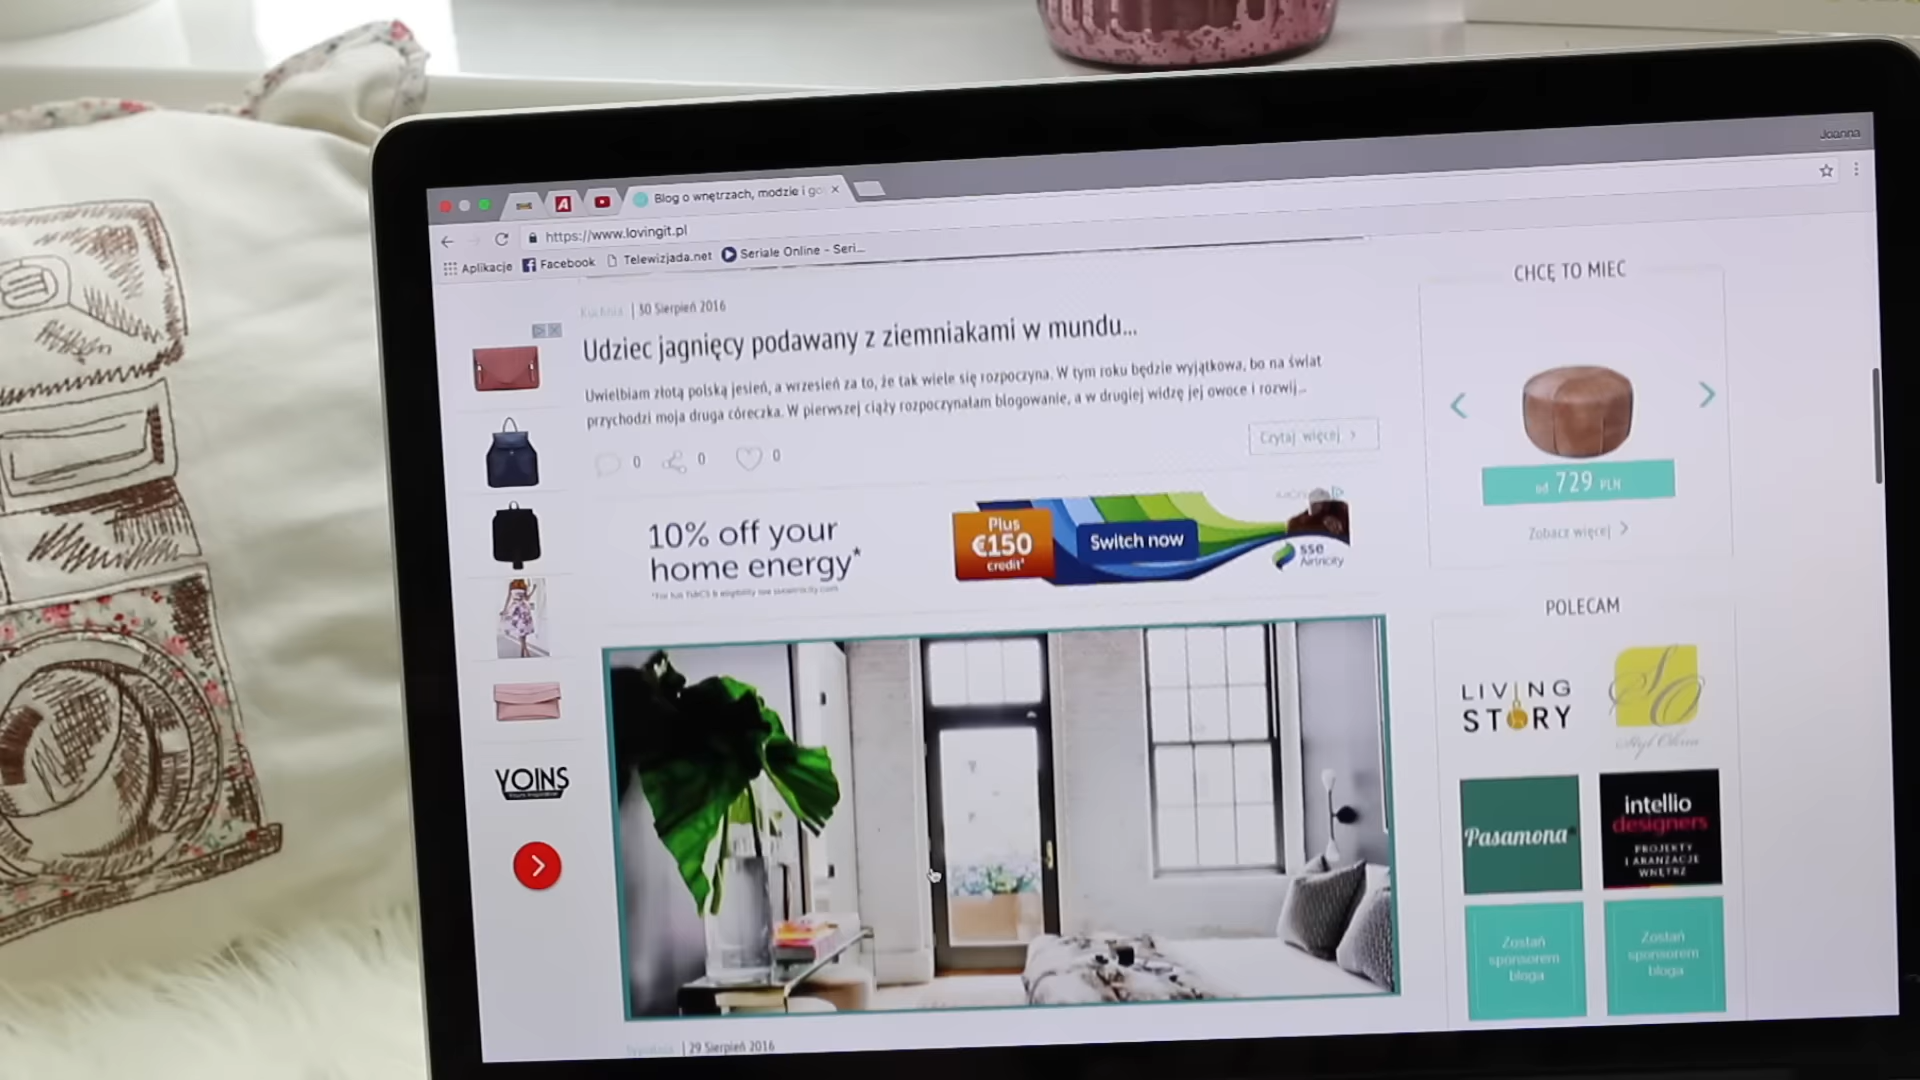 Joanna
Blog o wnętrzach, modzie i go
https://www.lovingit.pl
Aplikacje
Facebook
Telewizjada.net
Seriale Online - Seri...
Kuchnia | 30 Sierpień 2016
Udziec jagnięcy podawany z ziemniakami w mundu...
Uwielbiam złotą polską jesień, a wrzesień za to, że tak wiele się rozpoczyna. W tym roku będzie wyjątkowa, bo na świat
przychodzi moja druga córeczka. W pierwszej ciąży rozpoczynałam blogowanie, a w drugiej widzę jej owoce i rozwij...
0
0
0
Czytaj więcej
10% off your
home energy*
Plus
€150
credit*
Switch now
sse
Airtricity
YOINS
| 29 Sierpień 2016
CHCĘ TO MIEĆ
od 729 PLN
Zobacz więcej
POLECAM
LIVING
STORY
SO
Pasamona
intellio
designers
PROJEKTY
I ARANŻACJE
WNĘTRZ
Zostań
sponsorem
bloga
Zostań
sponsorem
bloga